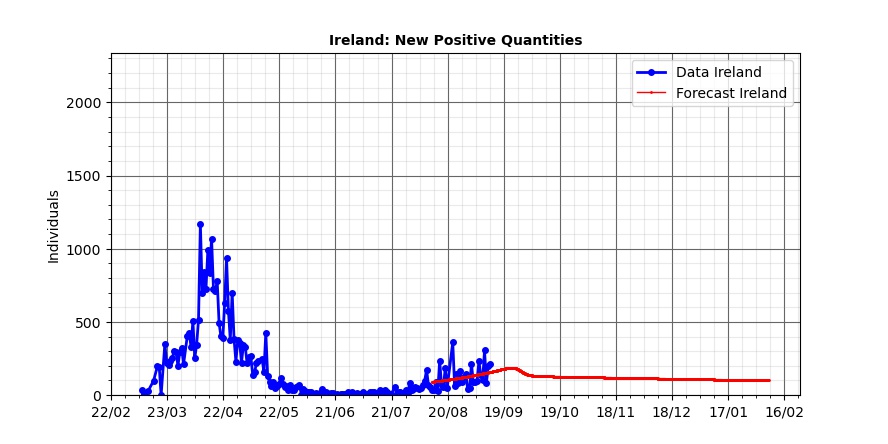 Ireland: New Positive Quantities
Data Ireland
Forecast Ireland
Individuals
2000
1500
1000
500
0
22/02 23/03 22/04 22/05 21/06 21/07 20/08 19/09 19/10 18/11 18/12 17/01 16/02